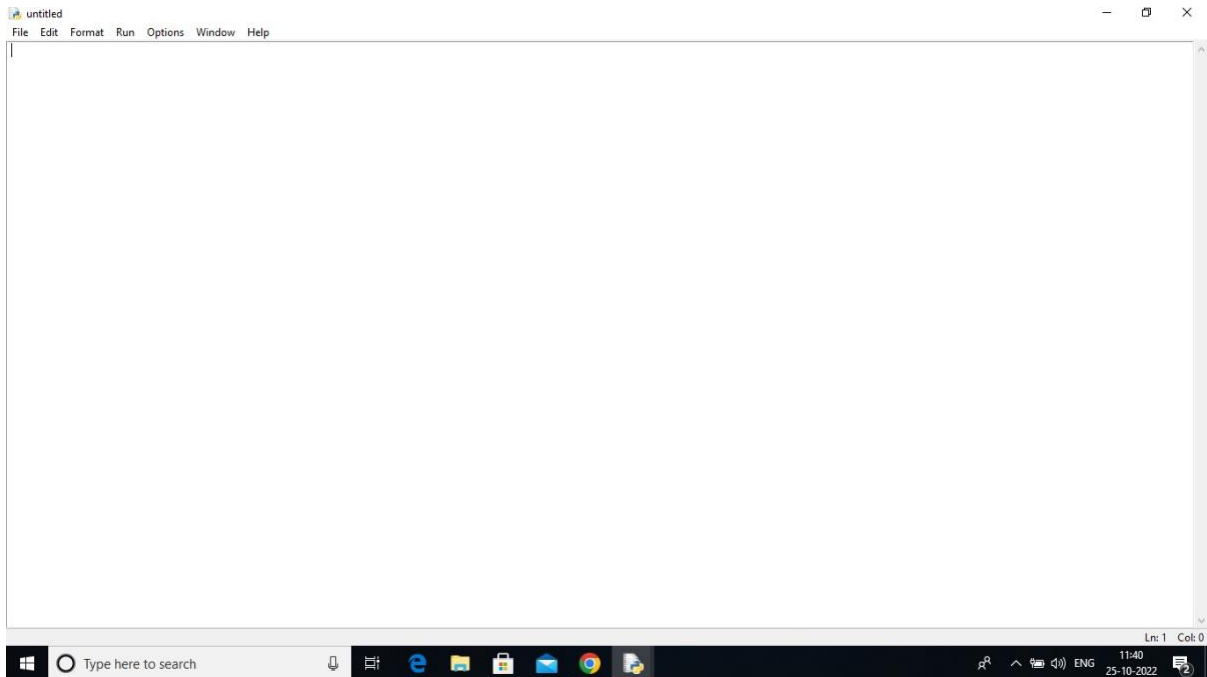 untitled
File Edit Format Run Options Window Help
Ln: 1 Col: 0
Type here to search
ENG
11:40
25-10-2022
2